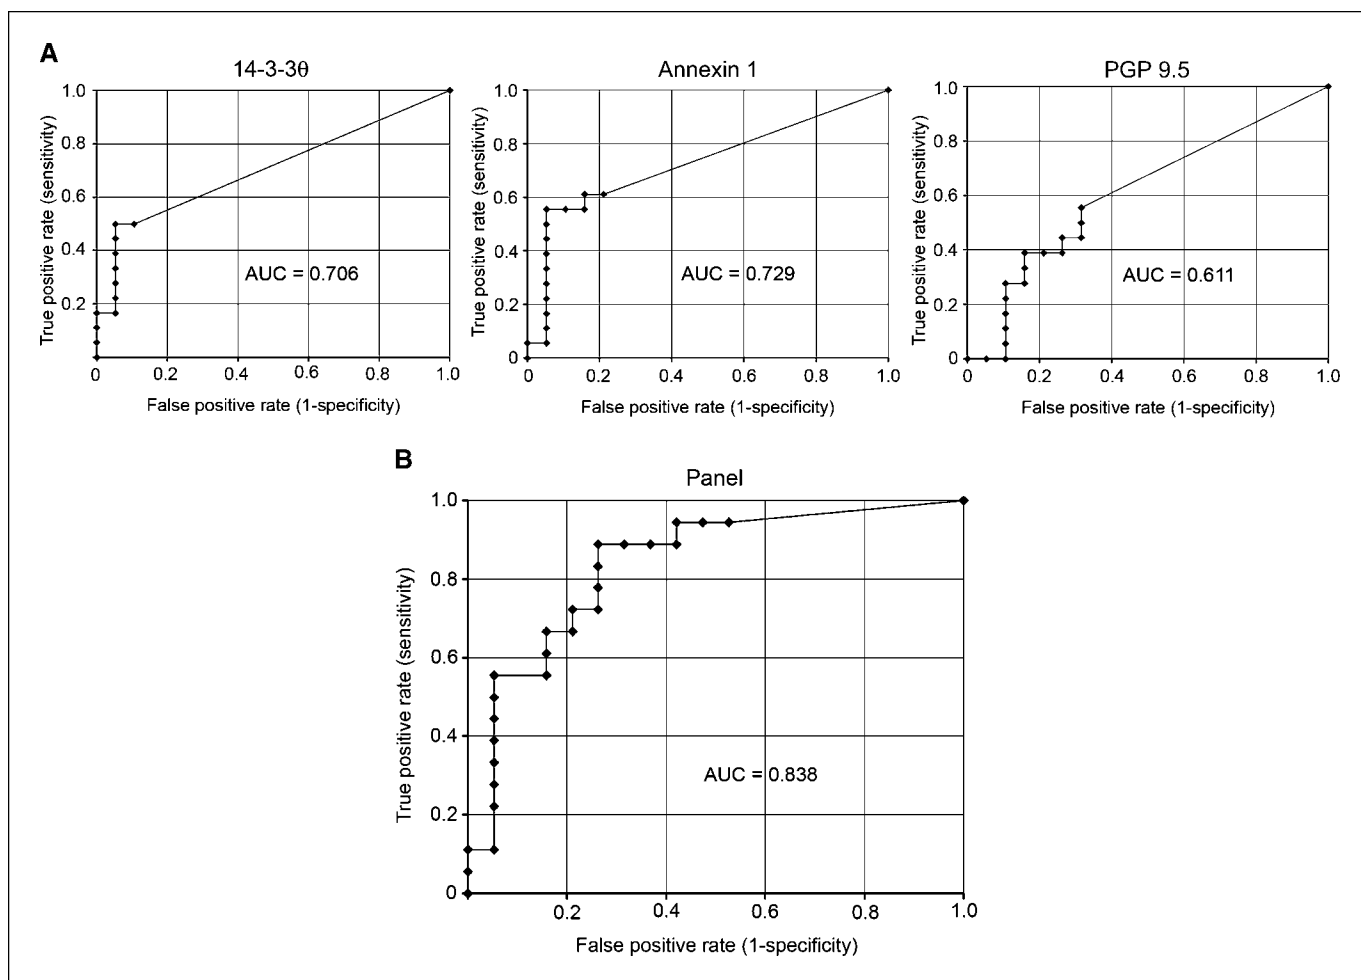 A
14-3-3θ
True positive rate (sensitivity)
1.0
0.8
0.6
0.4
0.2
0
0.2
0.4
0.6
0.8
1.0
AUC = 0.706
False positive rate (1-specificity)
Annexin 1
True positive rate (sensitivity)
1.0
0.8
0.6
0.4
0.2
0
0
0.2
0.4
0.6
0.8
1.0
AUC = 0.729
False positive rate (1-specificity)
PGP 9.5
True positive rate (sensitivity)
1.0
0.8
0.6
0.4
0.2
0
0
0.2
0.4
0.6
0.8
1.0
AUC = 0.611
False positive rate (1-specificity)
B
Panel
True positive rate (sensitivity)
1.0
0.8
0.6
0.4
0.2
0
0.2
0.4
0.6
0.8
1.0
AUC = 0.838
False positive rate (1-specificity)